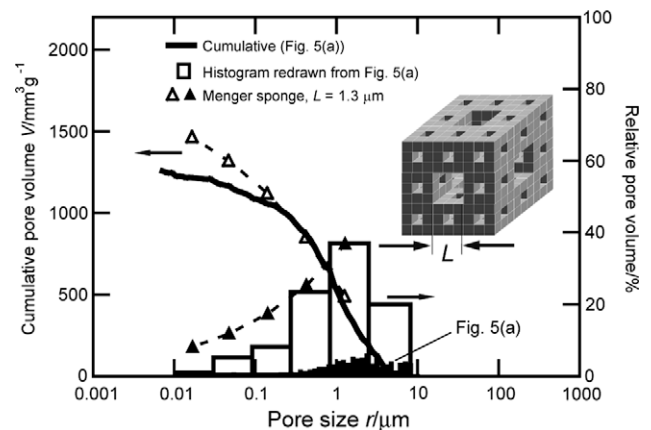 Cumulative (Fig. 5(a))
Histogram redrawn from Fig. 5(a)
Menger sponge, L = 1.3 μm
Cumulative pore volume V/mm³g⁻¹
2000
1500
1000
500
0
Relative pore volume/%
100
80
60
40
20
0
L
Fig. 5(a)
0.001 0.01 0.1 1 10 100 1000
Pore size r/μm